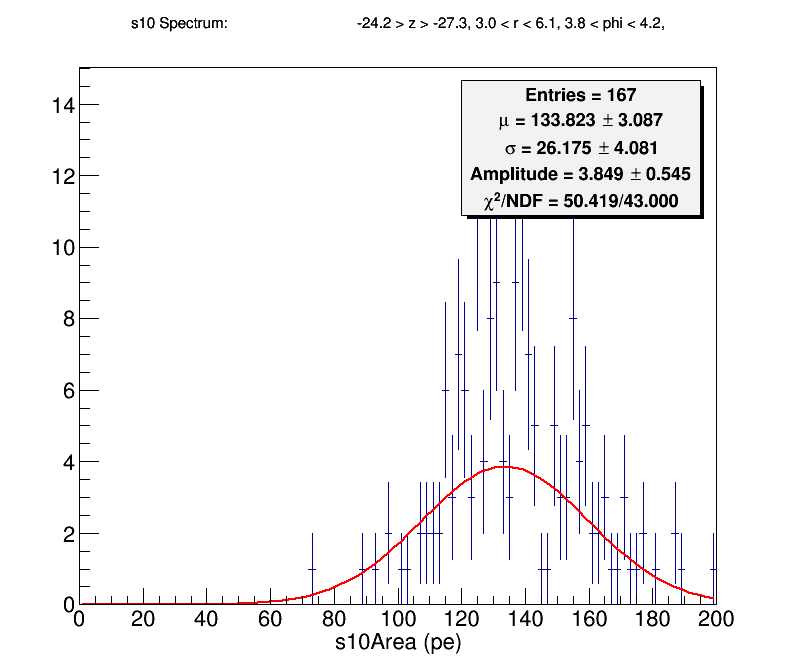 s10 Spectrum: -24.2 > z > -27.3, 3.0 < r < 6.1, 3.8 < phi < 4.2,
Entries = 167
μ = 133.823 ± 3.087
σ = 26.175 ± 4.081
Amplitude = 3.849 ± 0.545
χ²/NDF = 50.419/43.000
14
12
10
8
6
4
2
0
0 20 40 60 80 100 120 140 160 180 200
s10Area (pe)